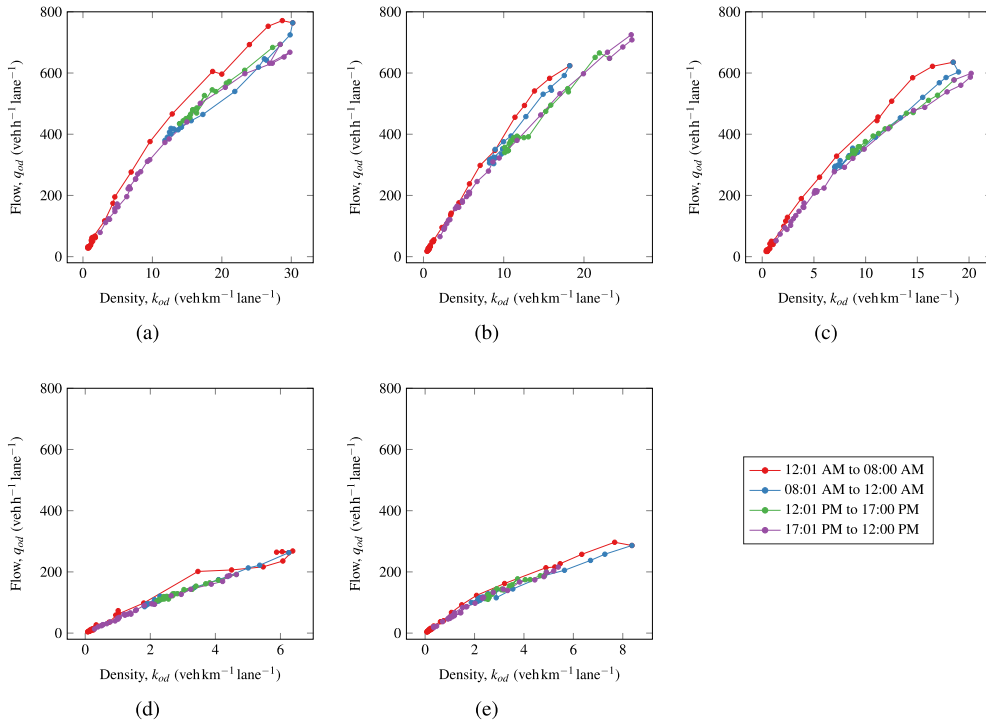 800
600
400
200
0
Flow, q_od (veh h⁻¹ lane⁻¹)
0 10 20 30
Density, k_od (veh km⁻¹ lane⁻¹)
(a)
800
600
400
200
0
Flow, q_od (veh h⁻¹ lane⁻¹)
0 10 20
Density, k_od (veh km⁻¹ lane⁻¹)
(b)
800
600
400
200
0
Flow, q_od (veh h⁻¹ lane⁻¹)
0 5 10 15 20
Density, k_od (veh km⁻¹ lane⁻¹)
(c)
800
600
400
200
0
Flow, q_od (veh h⁻¹ lane⁻¹)
0 2 4 6
Density, k_od (veh km⁻¹ lane⁻¹)
(d)
800
600
400
200
0
Flow, q_od (veh h⁻¹ lane⁻¹)
0 2 4 6 8
Density, k_od (veh km⁻¹ lane⁻¹)
(e)
12:01 AM to 08:00 AM
08:01 AM to 12:00 AM
12:01 PM to 17:00 PM
17:01 PM to 12:00 PM